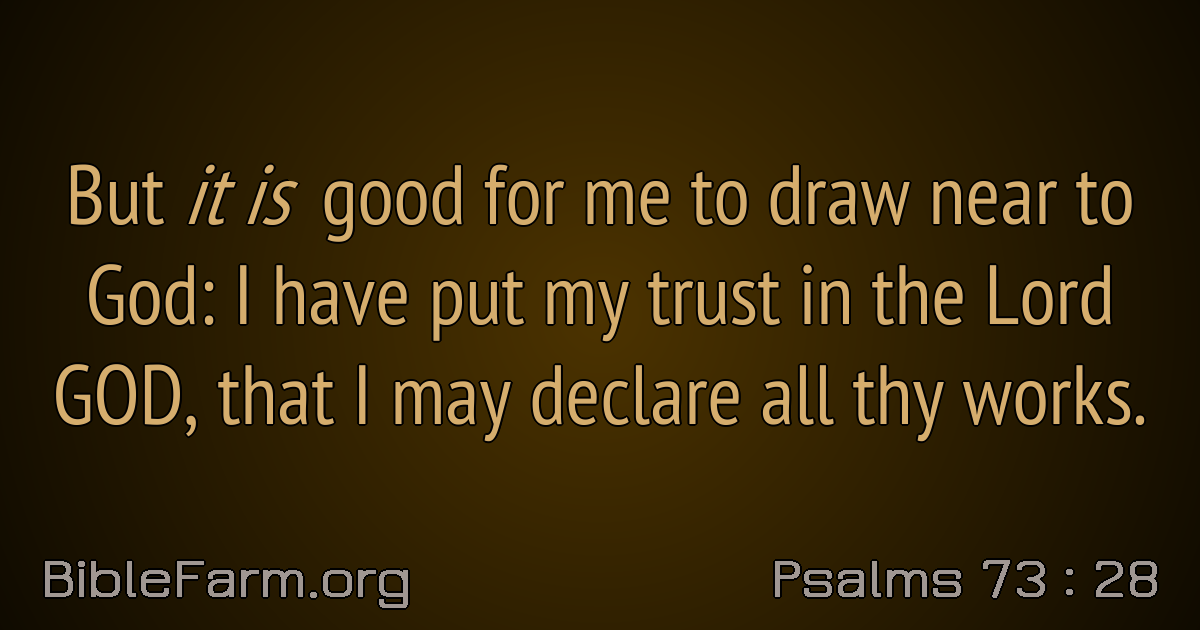 But it is good for me to draw near to
God: I have put my trust in the Lord
GOD, that I may declare all thy works.
BibleFarm.org
Psalms 73 : 28